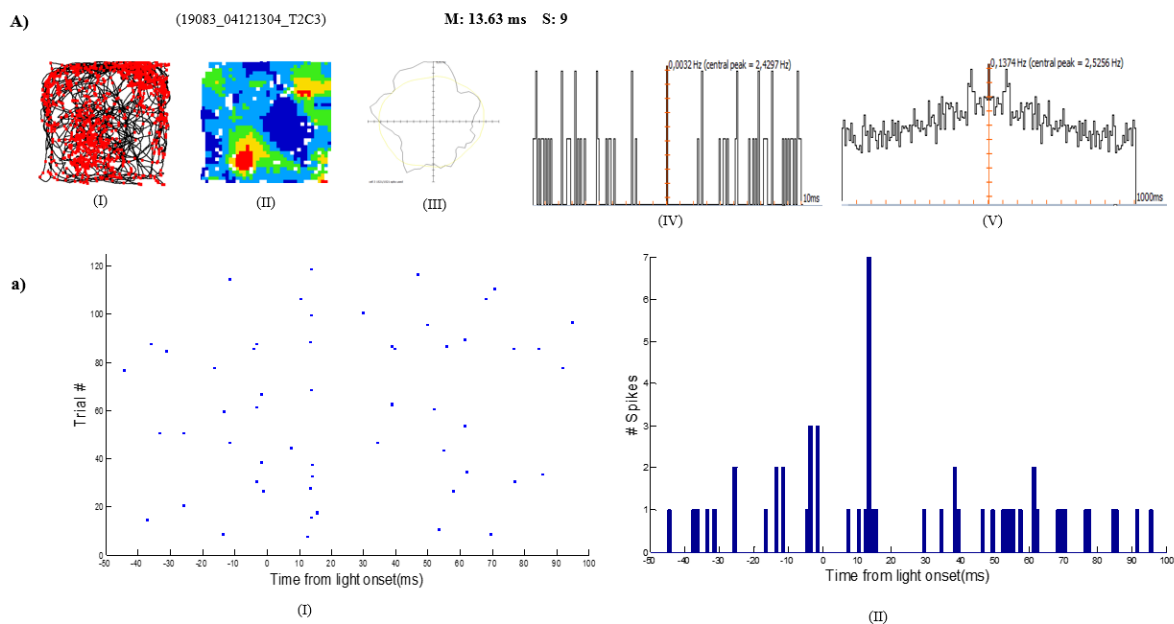 A) (19083_04121304_T2C3) M: 13.63 ms S: 9
0,0032 Hz (central peak = 2,4297)
0,1374 Hz (central peak = 2,5256)
10ms
1000ms
(I) (II) (III) (IV) (V)
a)
Trial #
120
100
80
60
40
20
0
-50 -40 -30 -20 -10 0 10 20 30 40 50 60 70 80 90 100
Time from light onset(ms)
(I)
# Spikes
7
6
5
4
3
2
1
0
-50 -40 -30 -20 -10 0 10 20 30 40 50 60 70 80 90 100
Time from light onset(ms)
(II)